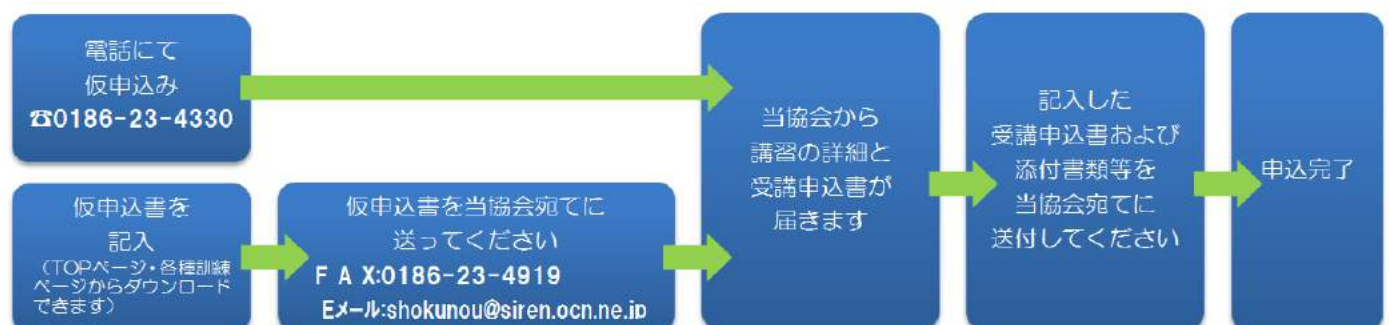 電話にて
仮申込み
☎0186-23-4330
仮申込書を
記入
（TOPページ・各種訓練
ページからダウンロード
できます）
仮申込書を当協会宛てに
送ってください
F A X:0186-23-4919
Eメール:shokunou@siren.ocn.ne.jp
当協会から
講習の詳細と
受講申込書が
届きます
記入した
受講申込書および
添付書類等を
当協会宛てに
送付してください
申込完了